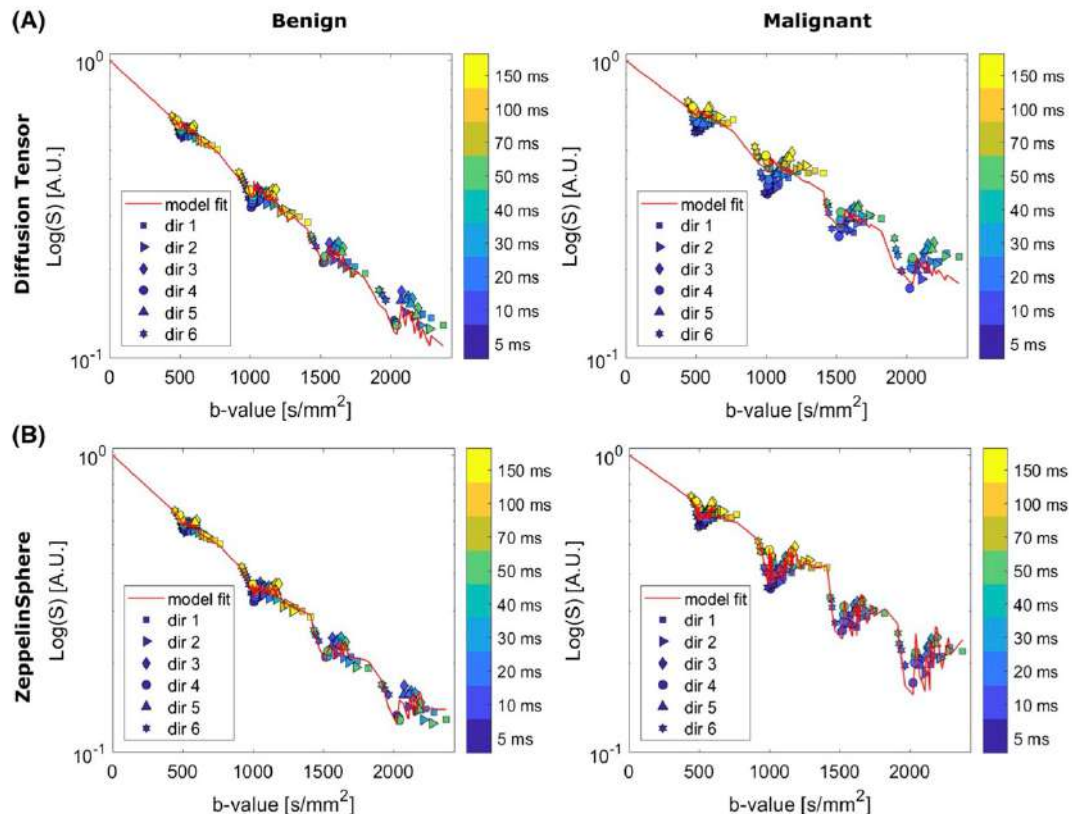 (A)
Benign
Malignant
Diffusion Tensor
Log(S) [A.U.]
10^0
10^-1
model fit
dir 1
dir 2
dir 3
dir 4
dir 5
dir 6
0 500 1000 1500 2000
b-value [s/mm^2]
150 ms
100 ms
70 ms
40 ms
30 ms
20 ms
10 ms
5 ms
Log(S) [A.U.]
10^0
10^-1
model fit
dir 1
dir 2
dir 3
dir 4
dir 5
dir 6
0 500 1000 1500 2000
b-value [s/mm^2]
150 ms
100 ms
70 ms
40 ms
30 ms
20 ms
10 ms
5 ms
(B)
ZeppelinSphere
Log(S) [A.U.]
10^0
10^-1
model fit
dir 1
dir 2
dir 3
dir 4
dir 5
dir 6
0 500 1000 1500 2000
b-value [s/mm^2]
150 ms
100 ms
70 ms
40 ms
30 ms
20 ms
10 ms
5 ms
Log(S) [A.U.]
10^0
10^-1
model fit
dir 1
dir 2
dir 3
dir 4
dir 5
dir 6
0 500 1000 1500 2000
b-value [s/mm^2]
150 ms
100 ms
70 ms
40 ms
30 ms
20 ms
10 ms
5 ms